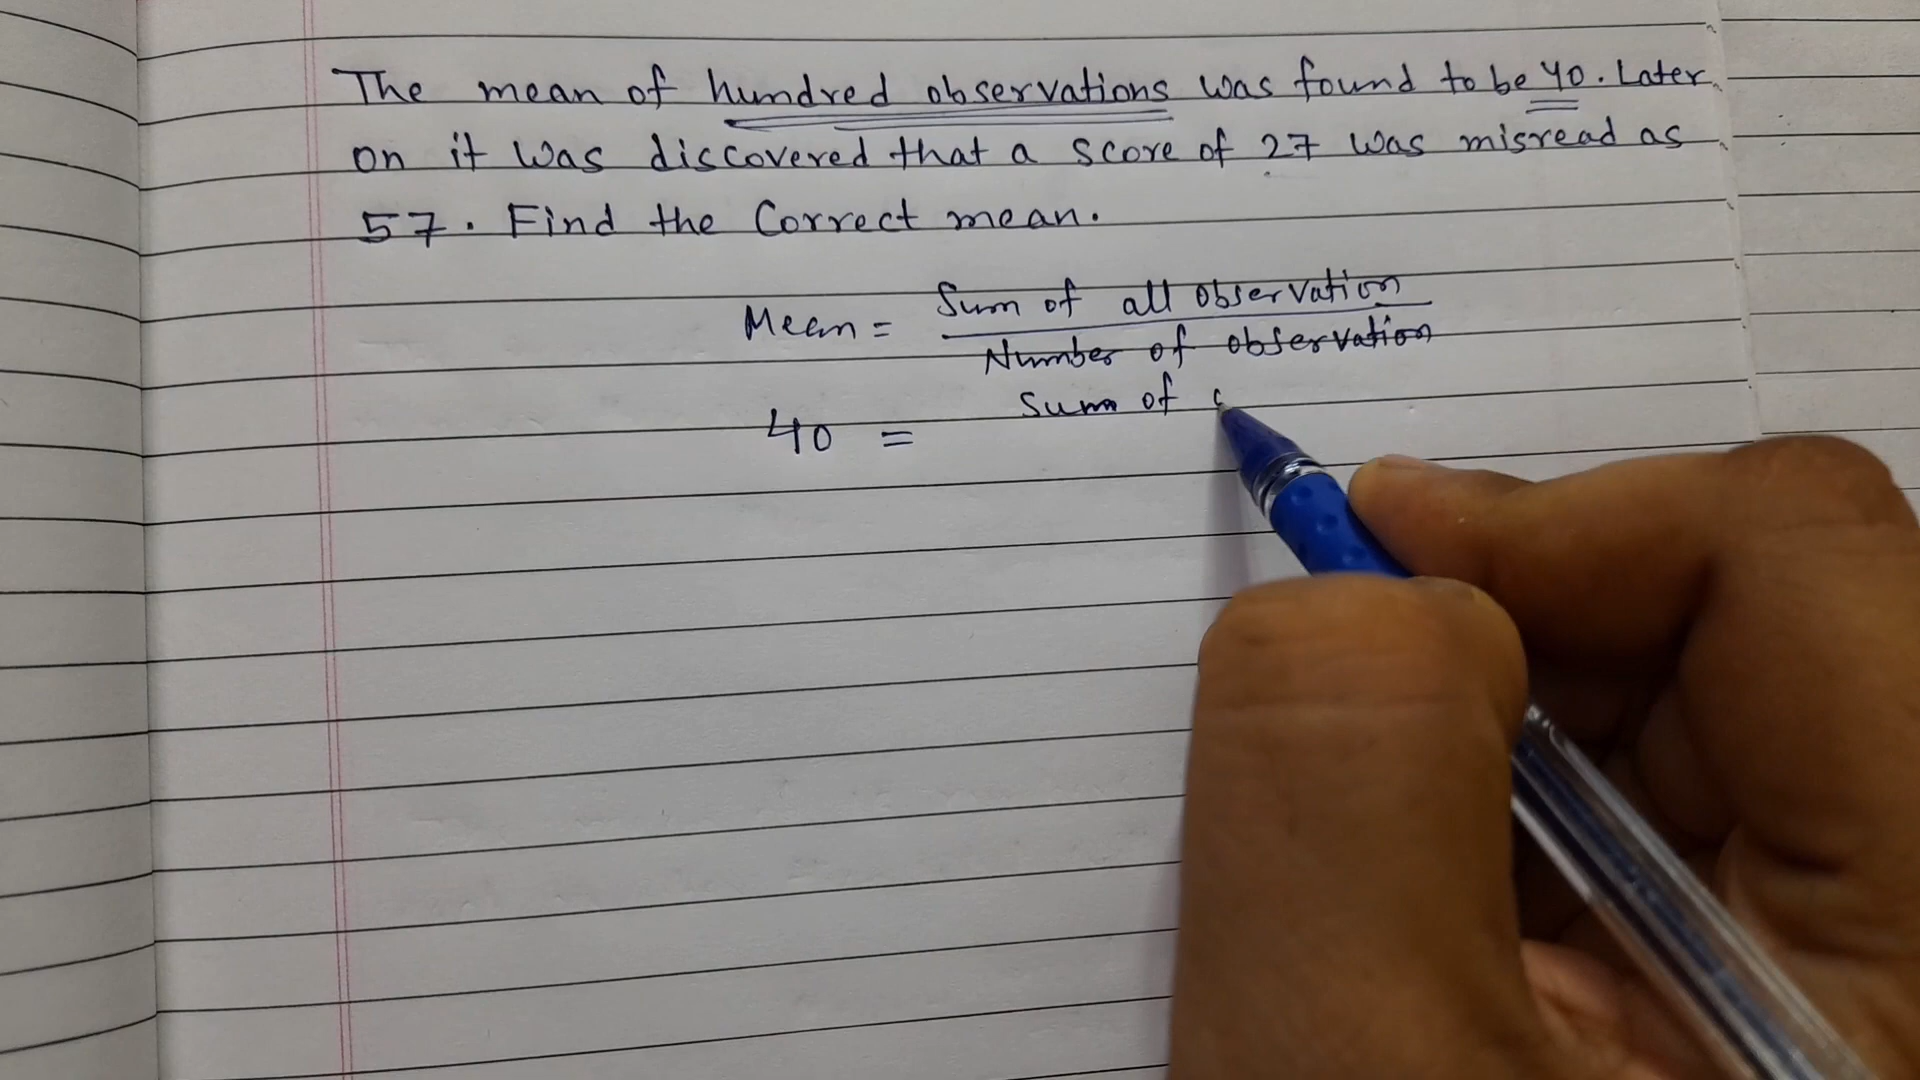 The mean of hundred observations was found to be 40. Later
on it was discovered that a score of 27 was misread as
57. Find the Correct mean.
Mean = Sum of all observation
Number of observation
40 = Sum of